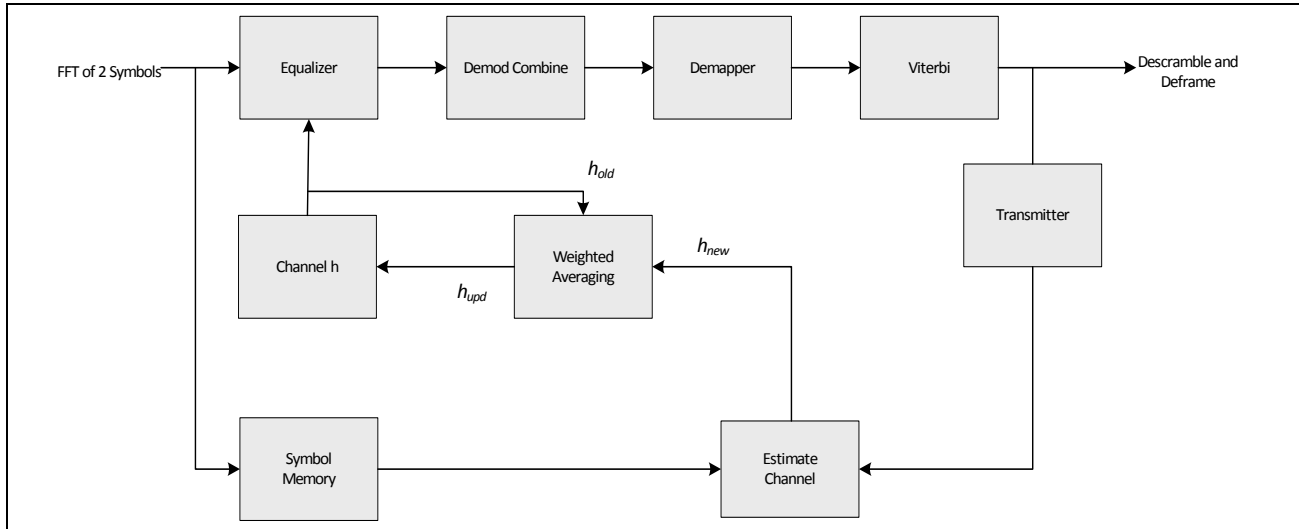 FFT of 2 Symbols
Equalizer
Demod Combine
Demapper
Viterbi
Descramble and
Deframe
h_old
Transmitter
Channel h
Weighted
Averaging
h_new
h_upd
Symbol
Memory
Estimate
Channel